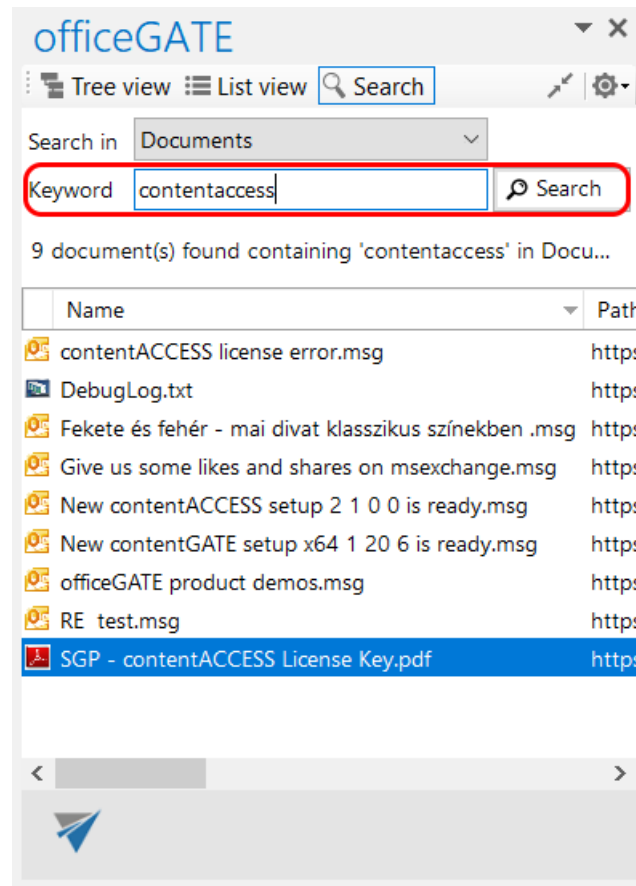 officeGATE
Tree view List view Search
Search in Documents
Keyword contentaccess Search
9 document(s) found containing 'contentaccess' in Docu...
Name Path
contentACCESS license error.msg https
DebugLog.txt https
Fekete és fehér - mai divat klasszikus színekben .msg https
Give us some likes and shares on msexchange.msg https
New contentACCESS setup 2 1 0 0 is ready.msg https
New contentGATE setup x64 1 20 6 is ready.msg https
officeGATE product demos.msg https
RE test.msg https
SGP - contentACCESS License Key.pdf https